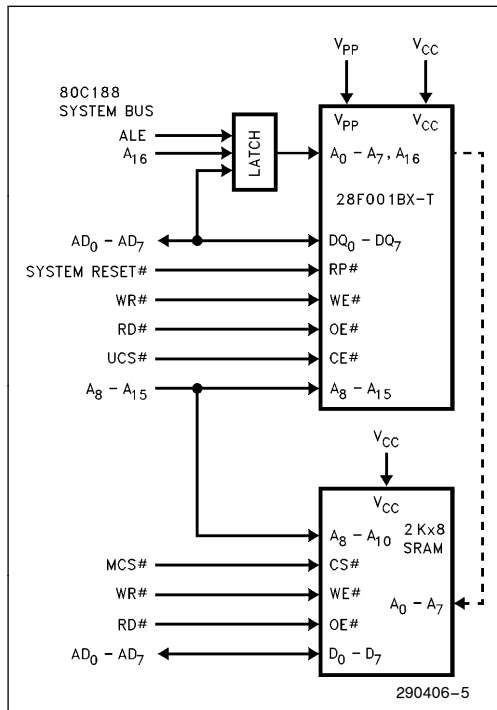 V_PP V_CC
80C188
SYSTEM BUS
ALE
A_16
LATCH
V_PP V_CC
A_0 – A_7, A_16
28F001BX-T
AD_0 – AD_7 DQ_0 – DQ_7
SYSTEM RESET# RP#
WR# WE#
RD# OE#
UCS# CE#
A_8 – A_15 A_8 – A_15
V_CC
V_CC
A_8 – A_10 2 Kx8
SRAM
MCS# CS#
WR# WE#
A_0 – A_7
RD# OE#
AD_0 – AD_7 D_0 – D_7
290406–5